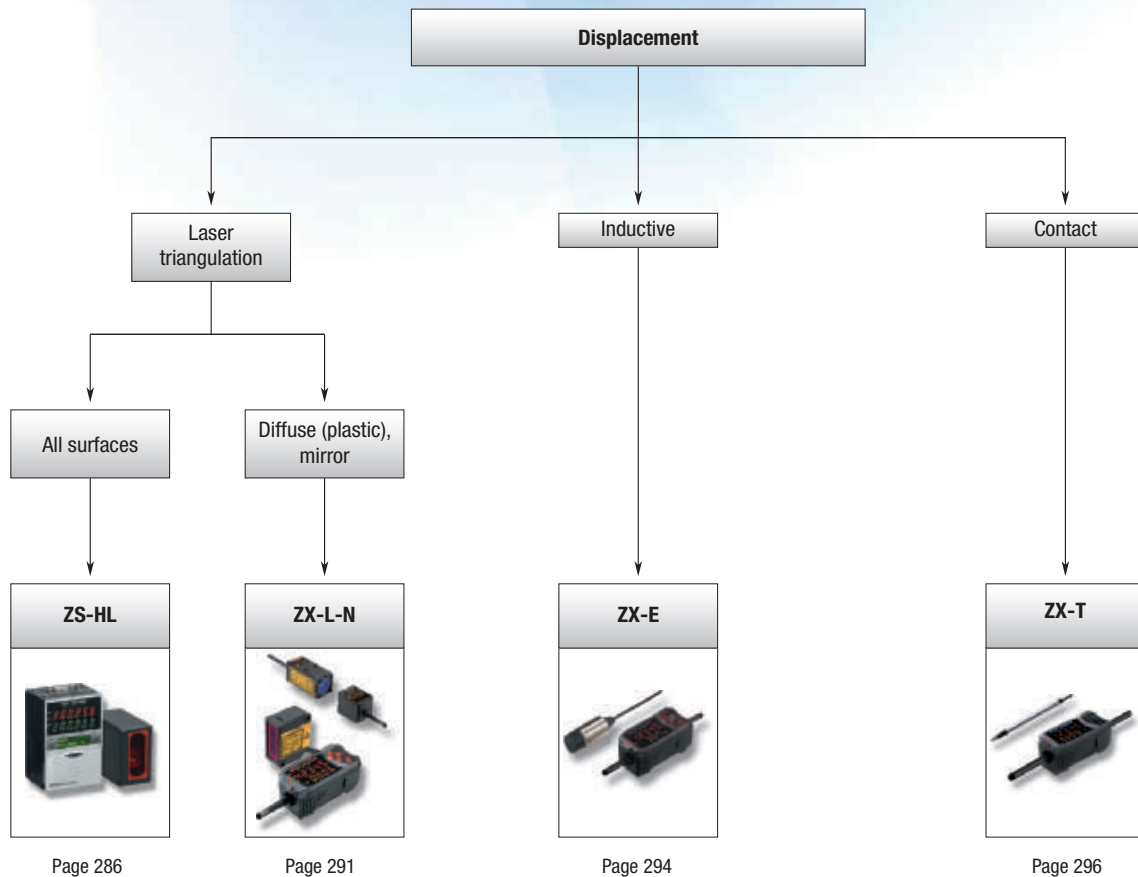 Displacement
Laser
triangulation
Inductive
Contact
All surfaces
Diffuse (plastic),
mirror
ZS-HL
ZX-L-N
ZX-E
ZX-T
Page 286
Page 291
Page 294
Page 296